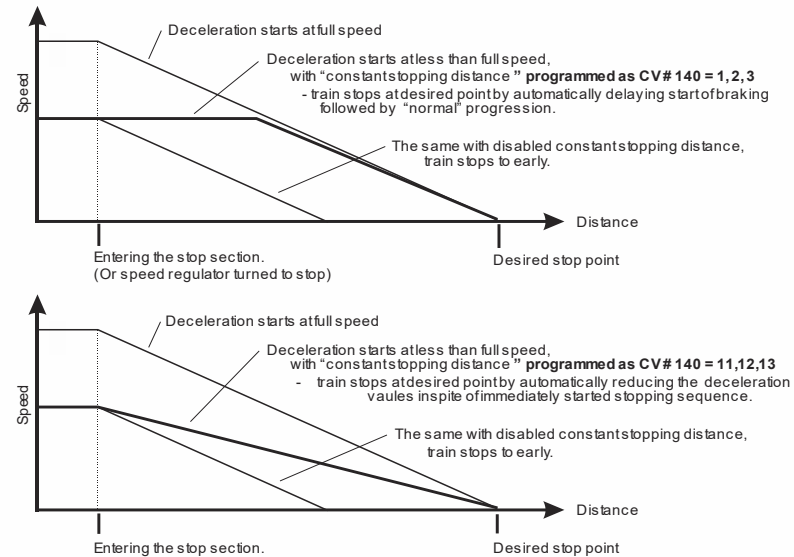 Deceleration starts at full speed
Deceleration starts at less than full speed,
with “constant stopping distance ” programmed as CV # 140 = 1, 2, 3
- train stops at desired point by automatically delaying start of braking
followed by “normal” progression.
Speed
The same with disabled constant stopping distance,
train stops to early.
Distance
Entering the stop section.
(Or speed regulator turned to stop)
Desired stop point
Deceleration starts at full speed
Deceleration starts at less than full speed,
with “constant stopping distance ” programmed as CV # 140 = 11,12,13
- train stops at desired point by automatically reducing the deceleration
vaules inspite of immediately started stopping sequence.
Speed
The same with disabled constant stopping distance,
train stops to early.
Distance
Entering the stop section.
Desired stop point